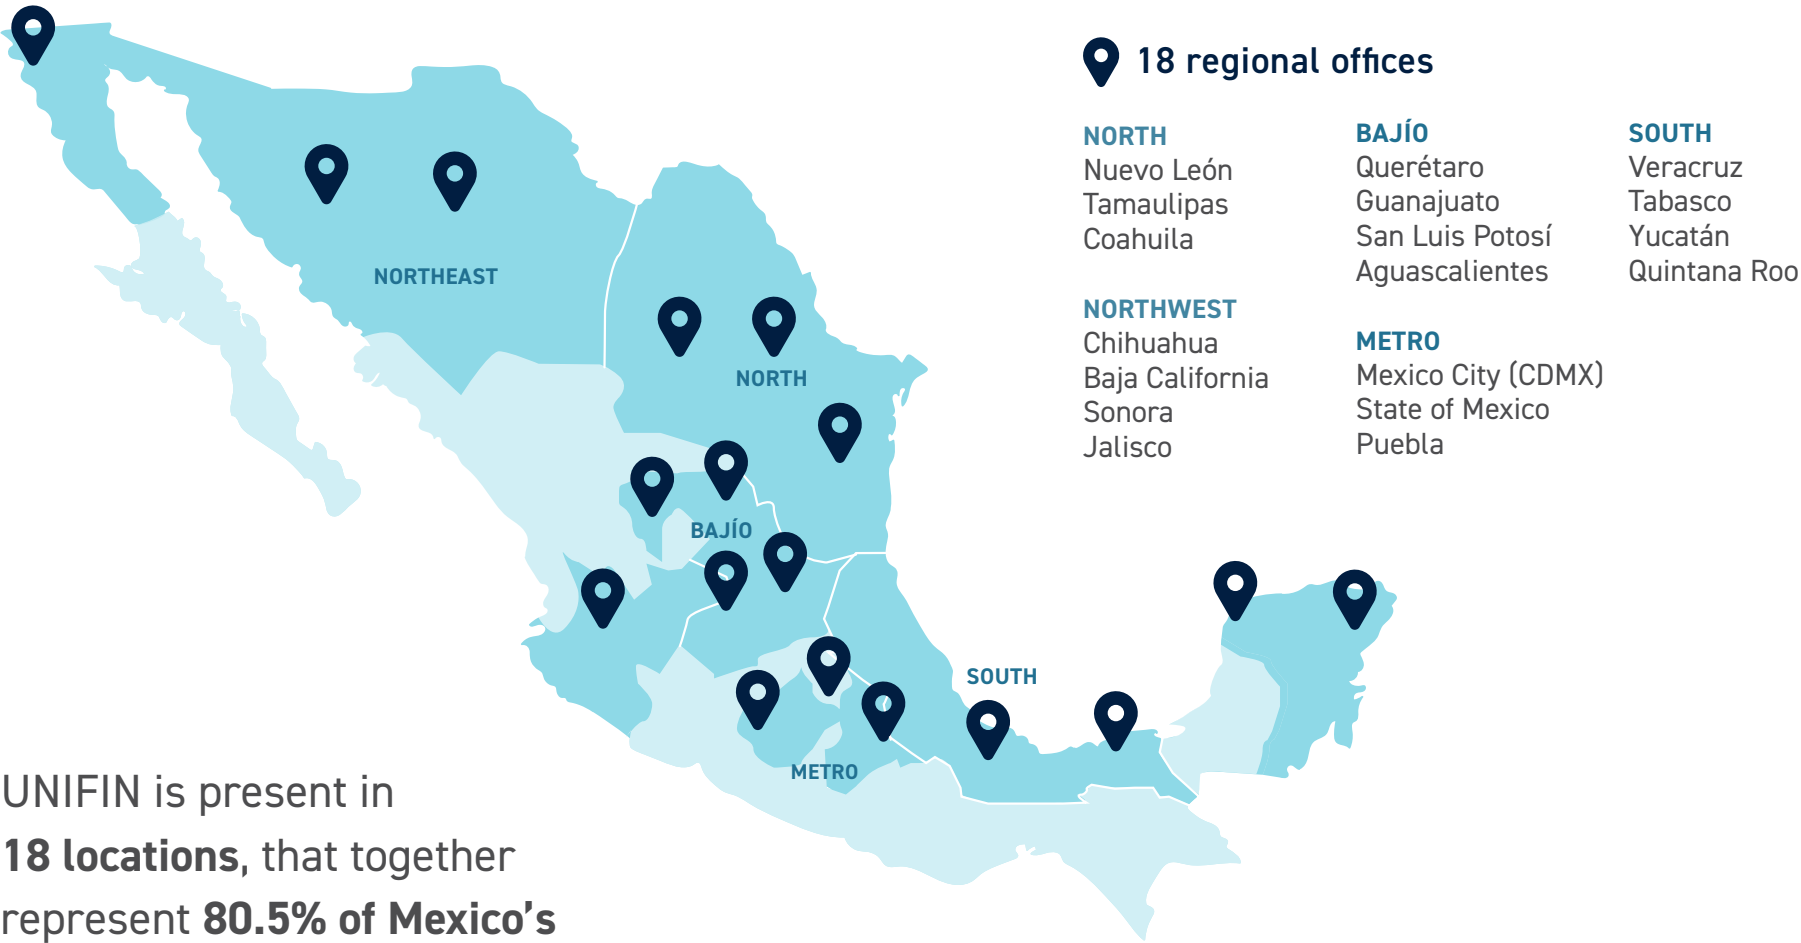 18 regional offices
NORTH
Nuevo León
Tamaulipas
Coahuila
NORTHWEST
Chihuahua
Baja California
Sonora
Jalisco
BAJÍO
Querétaro
Guanajuato
San Luis Potosí
Aguascalientes
METRO
Mexico City (CDMX)
State of Mexico
Puebla
SOUTH
Veracruz
Tabasco
Yucatán
Quintana Roo
NORTHEAST
NORTH
BAJÍO
SOUTH
METRO
UNIFIN is present in
18 locations, that together
represent 80.5% of Mexico’s